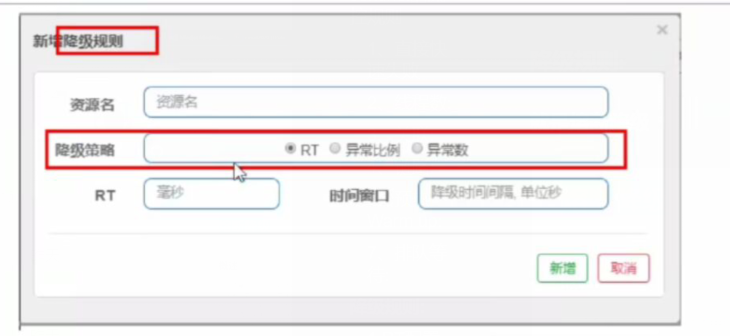 新增降级规则 ×
资源名 资源名
降级策略 RT 异常比例 异常数
RT 毫秒 时间窗口 降级时间间隔, 单位秒
新增 取消